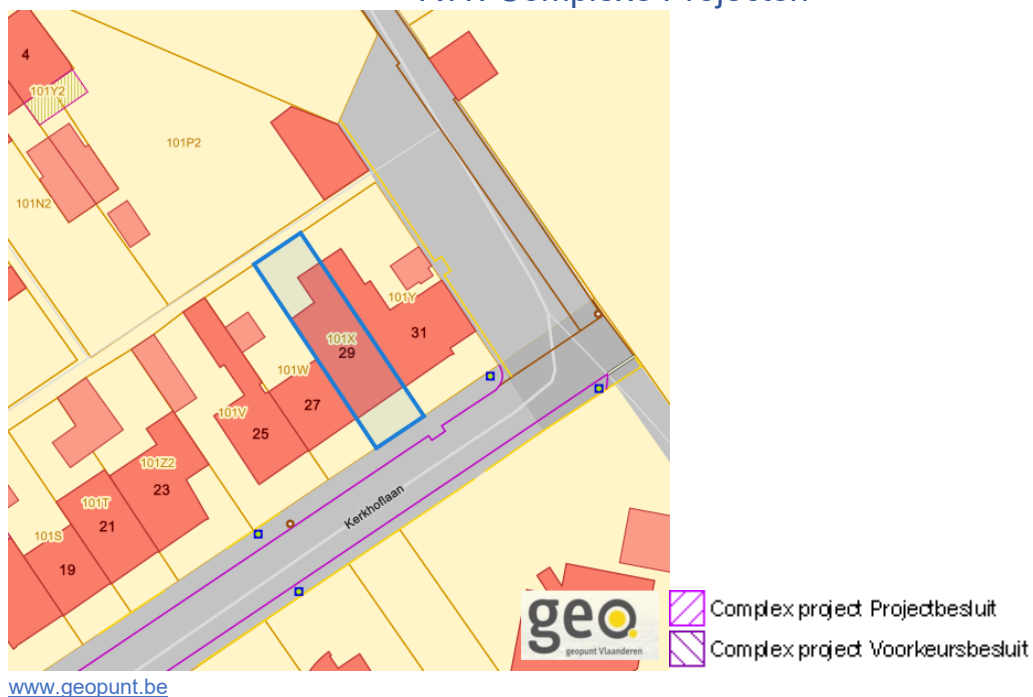 4
101Y2
101P2
101N2
101Y
31
101X
29
101W
27
101V
25
101Z2
23
101T
21
101S
19
Kerkhoflaan
geo
geopunt Vlaanderen
Complex project Projectbesluit
Complex project Voorkeursbesluit
www.geopunt.be